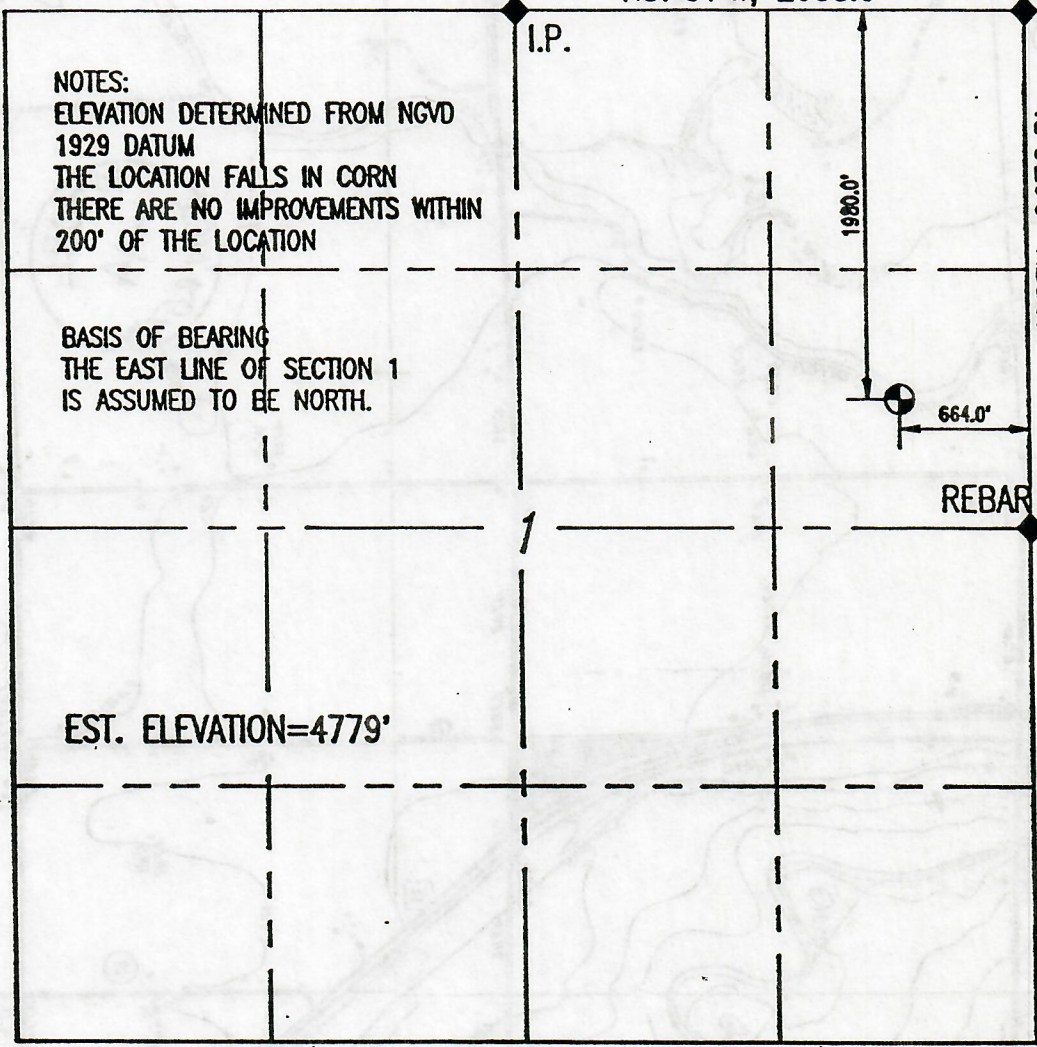 I.P.
NOTES:
ELEVATION DETERMINED FROM NGVD
1929 DATUM
THE LOCATION FALLS IN CORN
THERE ARE NO IMPROVEMENTS WITHIN
200' OF THE LOCATION
1980.0'
BASIS OF BEARING
THE EAST LINE OF SECTION 1
IS ASSUMED TO BE NORTH.
664.0'
REBAR
1
EST. ELEVATION=4779'